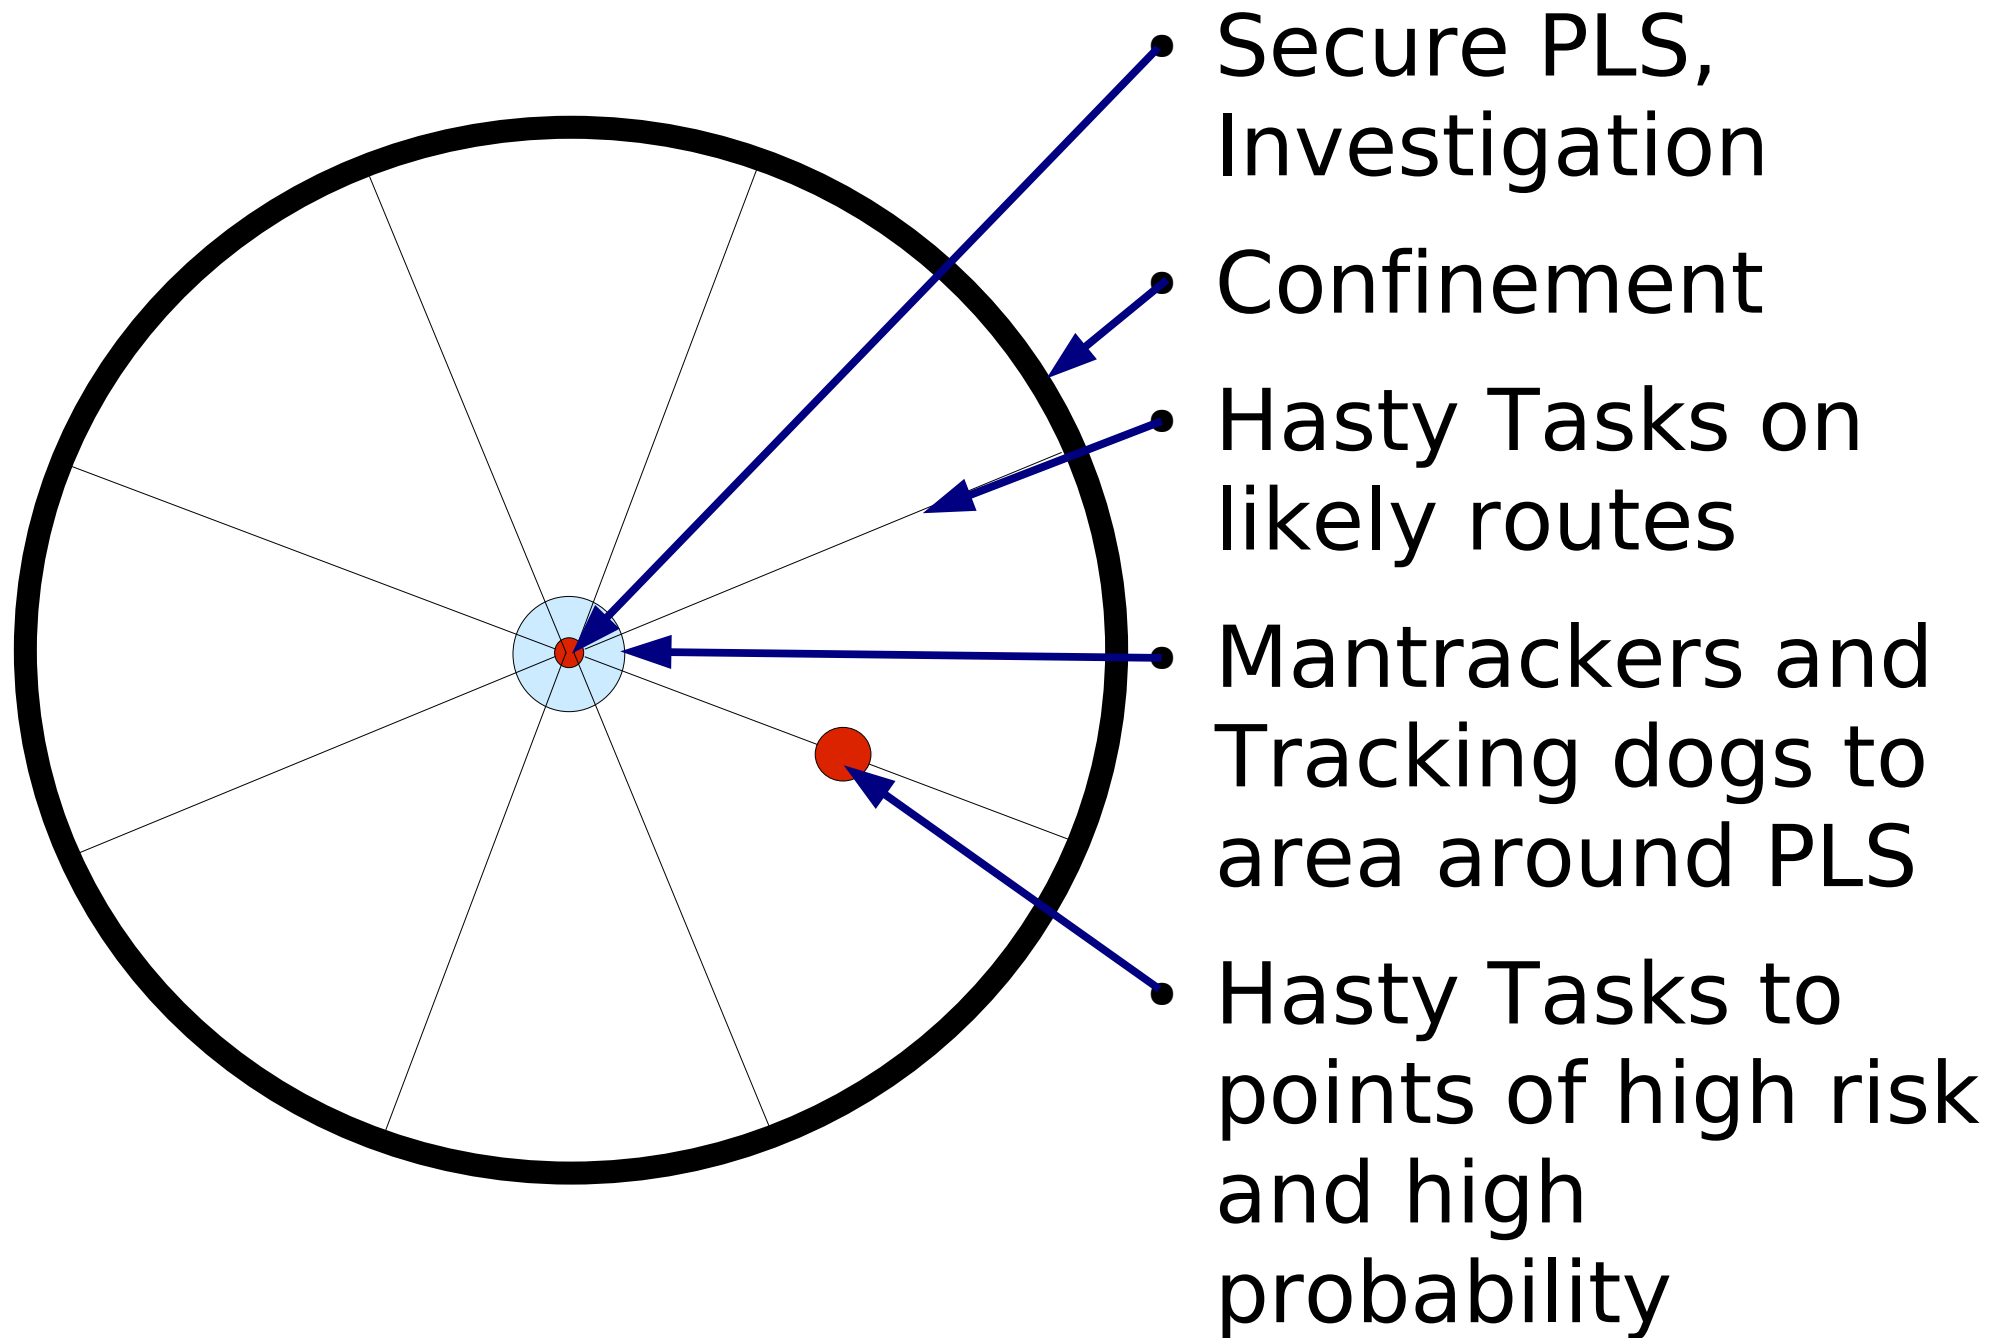 Secure PLS,
Investigation
Confinement
Hasty Tasks on
likely routes
Mantrackers and
Tracking dogs to
area around PLS
Hasty Tasks to
points of high risk
and high
probability